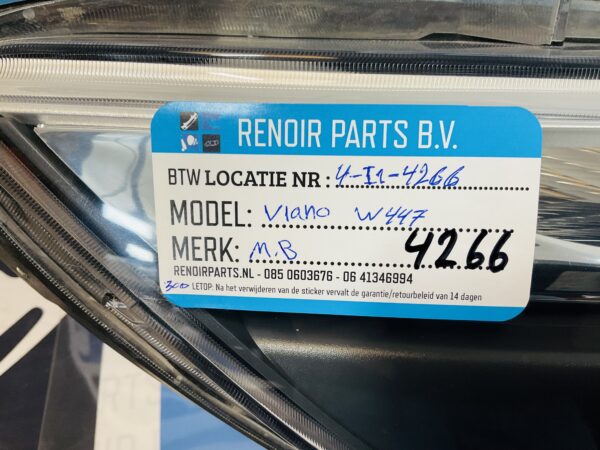 RENOIR PARTS B.V.
BTW LOCATIE NR : 4-I1-4266
MODEL: Viano W447
MERK: M.B 4266
RENOIRPARTS.NL - 085 0603676 - 06 41346994
300 LETOP: Na het verwijderen van de sticker vervalt de garantie/retourbeleid van 14 dagen